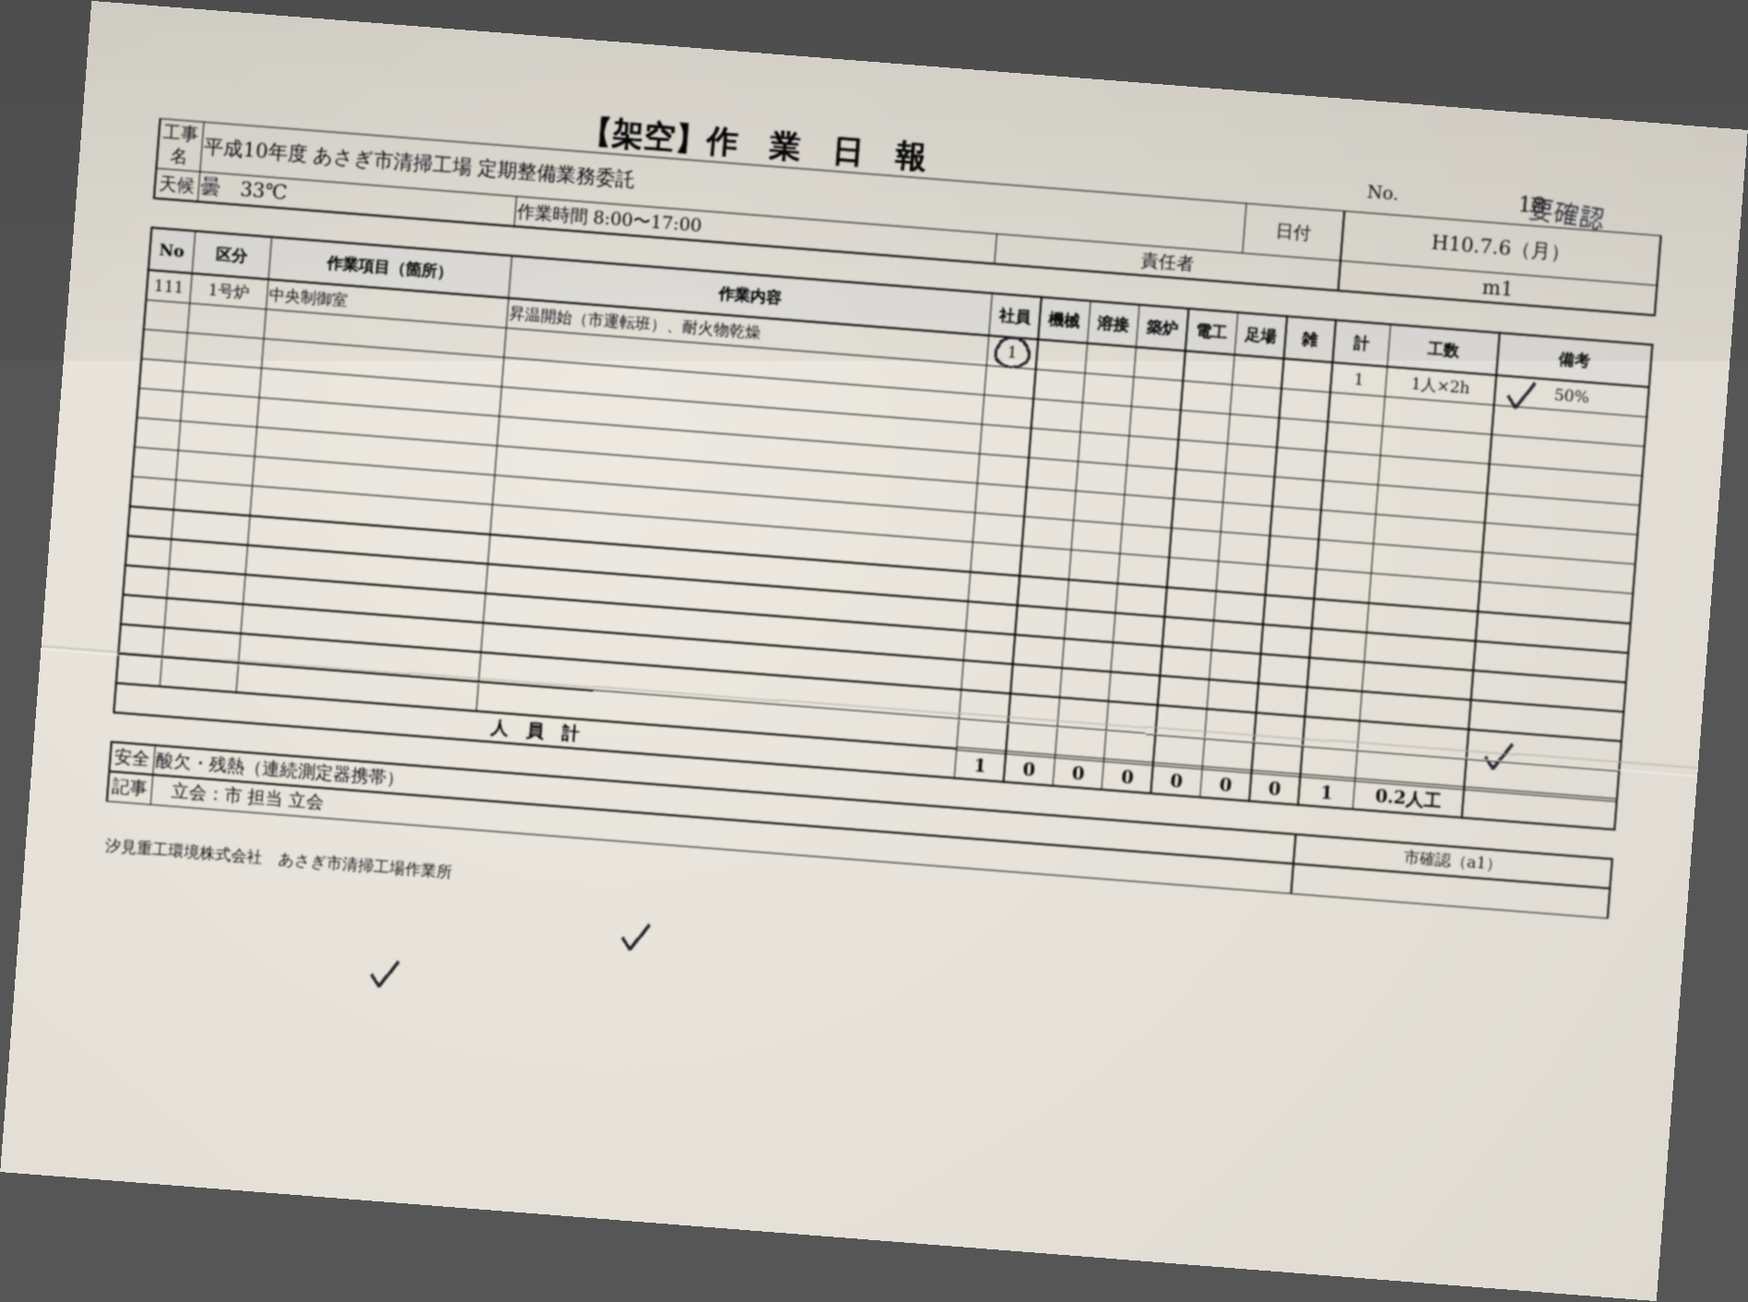 【架空】作 業 日 報
No.
要確認
工事名 平成10年度 あさぎ市清掃工場 定期整備業務委託 日付 H10.7.6（月）
天候 曇 33℃ 作業時間 8:00〜17:00 責任者 m1
No 区分 作業項目（箇所） 作業内容 社員 機械 溶接 築炉 電工 足場 雑 計 工数 備考
111 1号炉 中央制御室 昇温開始（市運転班）、耐火物乾燥 1 1 1人×2h 50%
人 員 計 1 0 0 0 0 0 0 1 0.2人工
安全 酸欠・残熱（連続測定器携帯） 市確認（a1）
記事 立会：市 担当 立会
汐見重工環境株式会社 あさぎ市清掃工場作業所